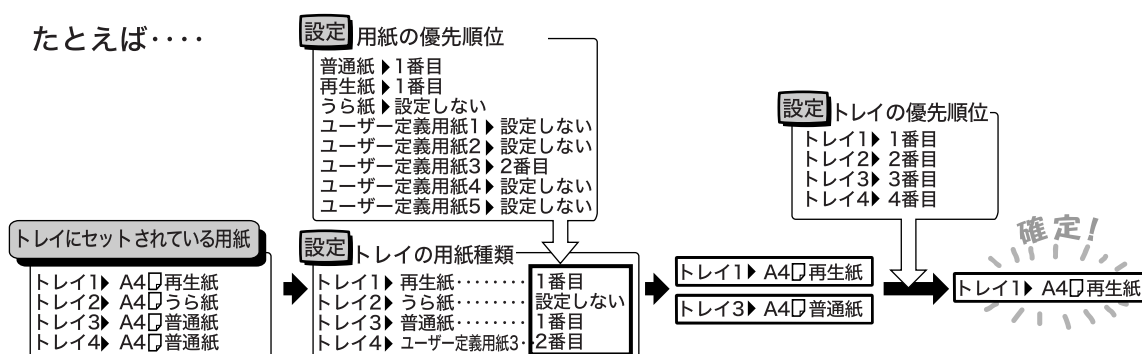 たとえば‥‥
設定 用紙の優先順位
普通紙▶1番目
再生紙▶1番目
うら紙▶設定しない
ユーザー定義用紙1▶設定しない
ユーザー定義用紙2▶設定しない
ユーザー定義用紙3▶2番目
ユーザー定義用紙4▶設定しない
ユーザー定義用紙5▶設定しない
設定 トレイの優先順位
トレイ1▶ 1番目
トレイ2▶ 2番目
トレイ3▶ 3番目
トレイ4▶ 4番目
トレイにセットされている用紙
トレイ1▶ A4 再生紙
トレイ2▶ A4 うら紙
トレイ3▶ A4 普通紙
トレイ4▶ A4 普通紙
設定 トレイの用紙種類
トレイ1▶ 再生紙‥‥‥‥ 1番目
トレイ2▶ うら紙‥‥‥‥ 設定しない
トレイ3▶ 普通紙‥‥‥‥ 1番目
トレイ4▶ ユーザー定義用紙3‥ 2番目
トレイ1▶ A4 再生紙
トレイ3▶ A4 普通紙
確定!
トレイ1▶ A4 再生紙